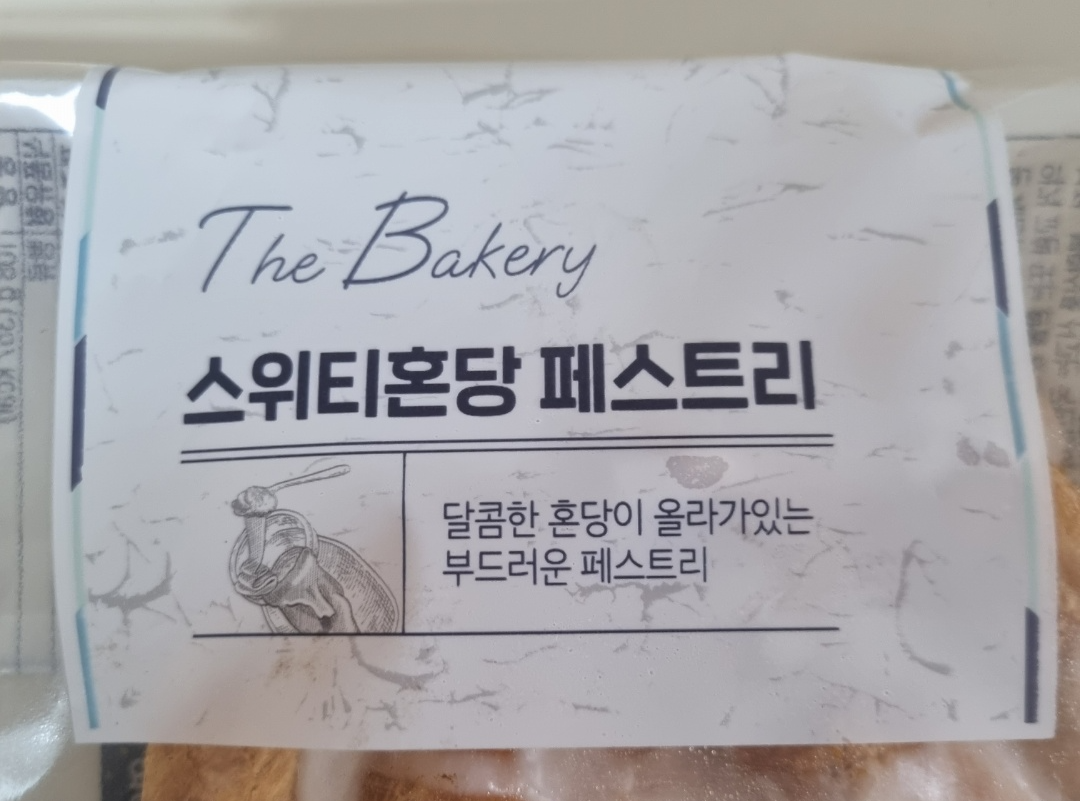 The Bakery
스위티혼당 페스트리
달콤한 혼당이 올라가있는
부드러운 페스트리